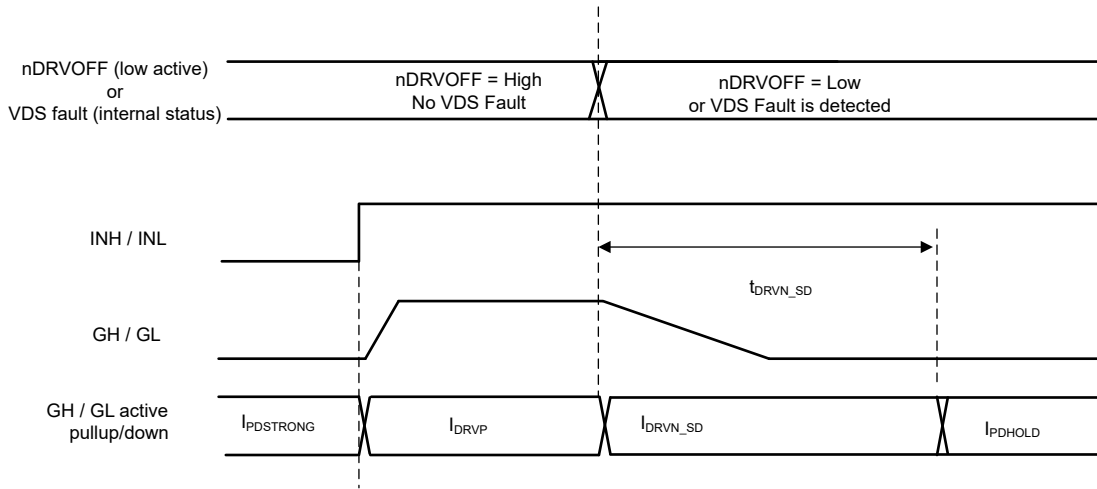 nDRVOFF (low active)
or
VDS fault (internal status)
nDRVOFF = High
No VDS Fault
nDRVOFF = Low
or VDS Fault is detected
INH / INL
tDRVN_SD
GH / GL
GH / GL active
pullup/down
IPDSTRONG
IDRVP
IDRVN_SD
IPDHOLD